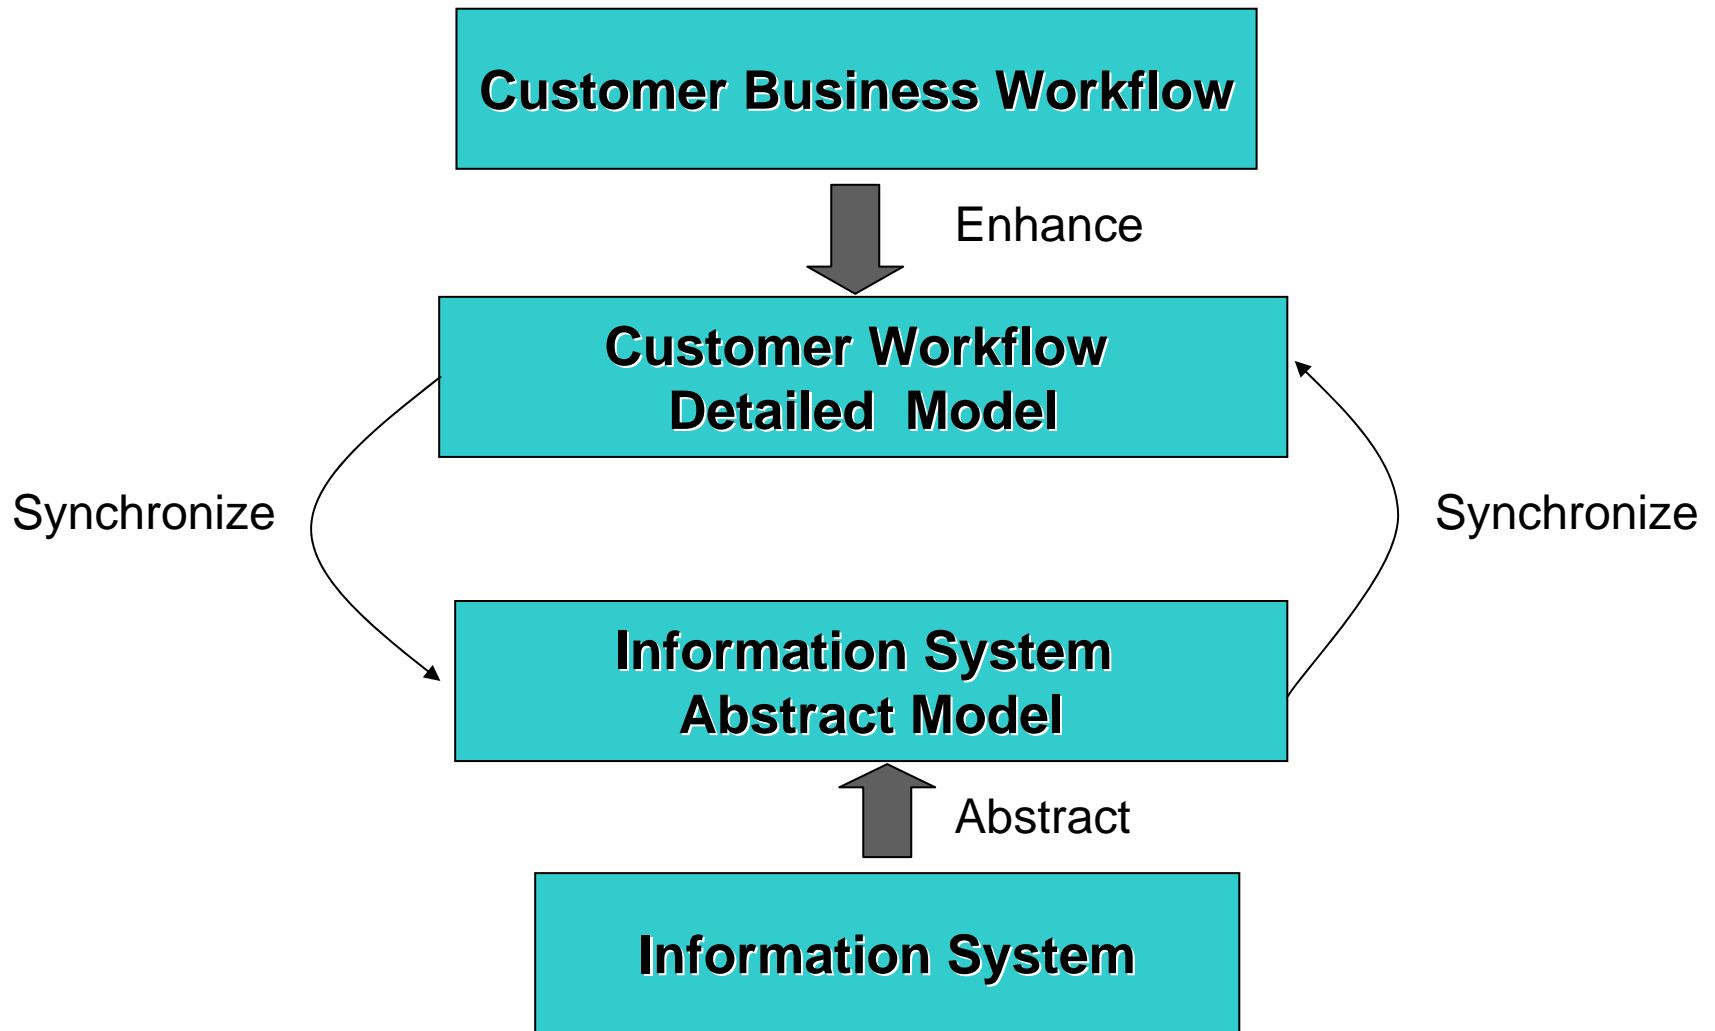 Customer Business Workflow
Enhance
Customer Workflow
Detailed Model
Synchronize
Synchronize
Information System
Abstract Model
Abstract
Information System